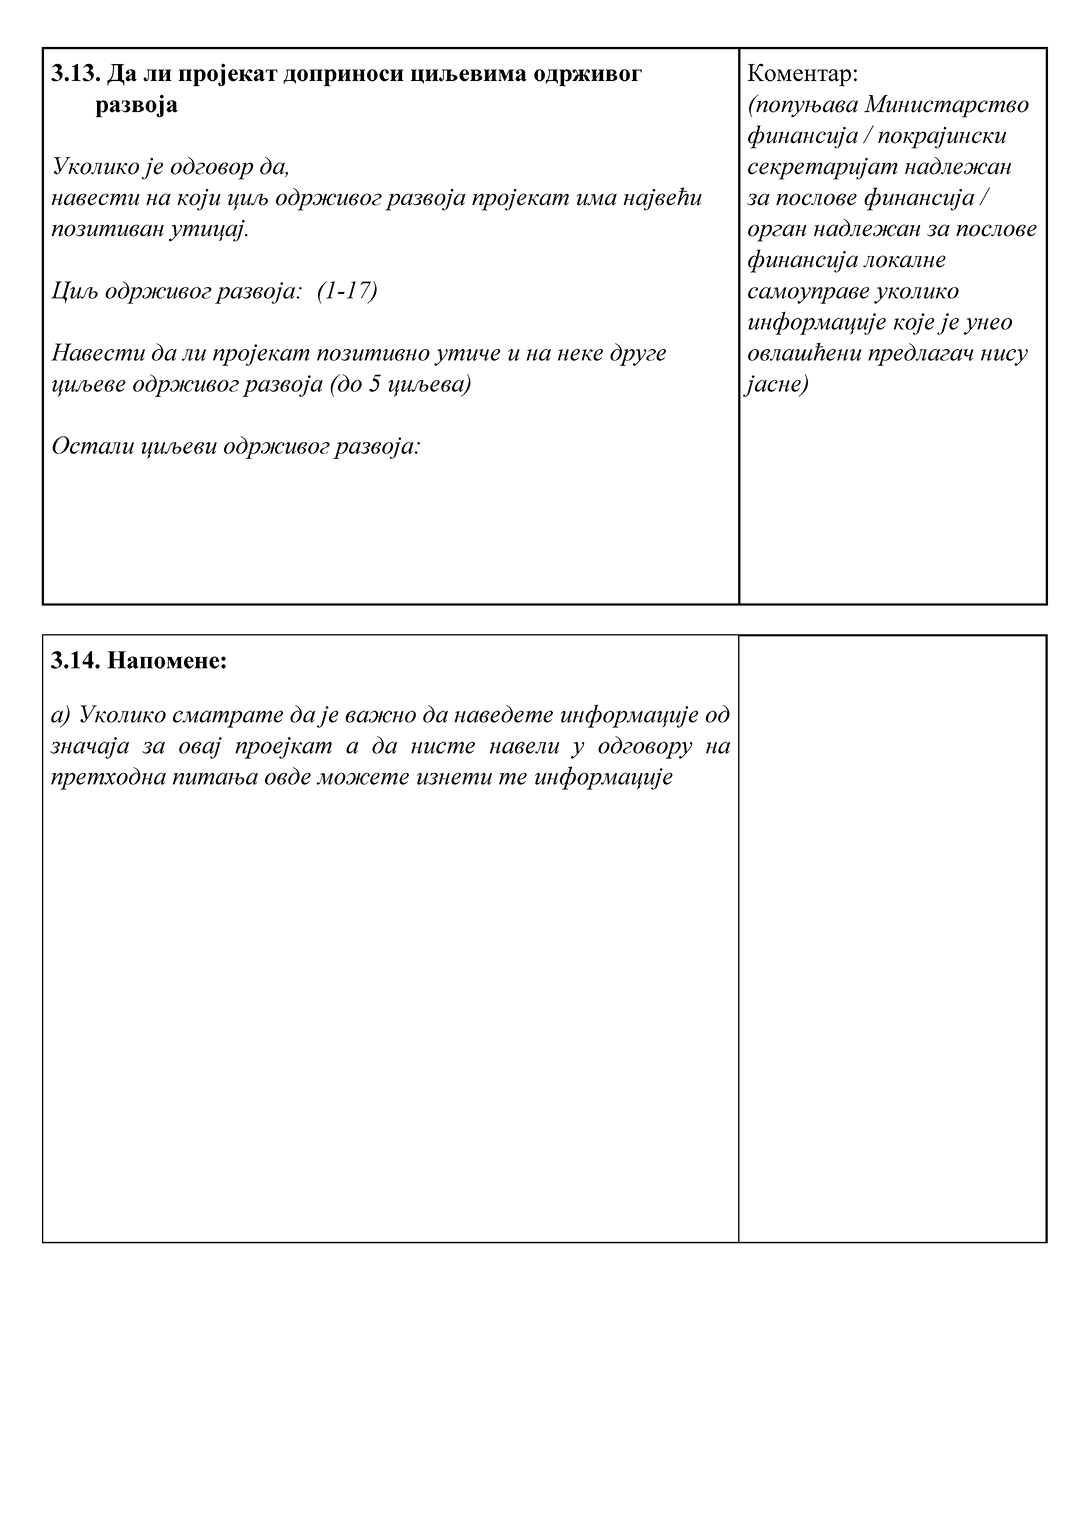 3.13. Да ли пројекат доприноси циљевима одрживог
развоја
Уколико је одговор да,
навести на који циљ одрживог развоја пројекат има највећи
позитиван утицај.
Циљ одрживог развоја:  (1-17)
Навести да ли пројекат позитивно утиче и на неке друге
циљеве одрживог развоја (до 5 циљева)
Остали циљеви одрживог развоја:
Коментар:
(попуњава Министарство
финансија / покрајински
секретаријат надлежан
за послове финансија /
орган надлежан за послове
финансија локалне
самоуправе уколико
информације које је унео
овлашћени предлагач нису
јасне)
3.14. Напомене:
а) Уколико сматрате да је важно да наведете информације од
значаја за овај проејкат а да нисте навели у одговору на
претходна питања овде можете изнети те информације